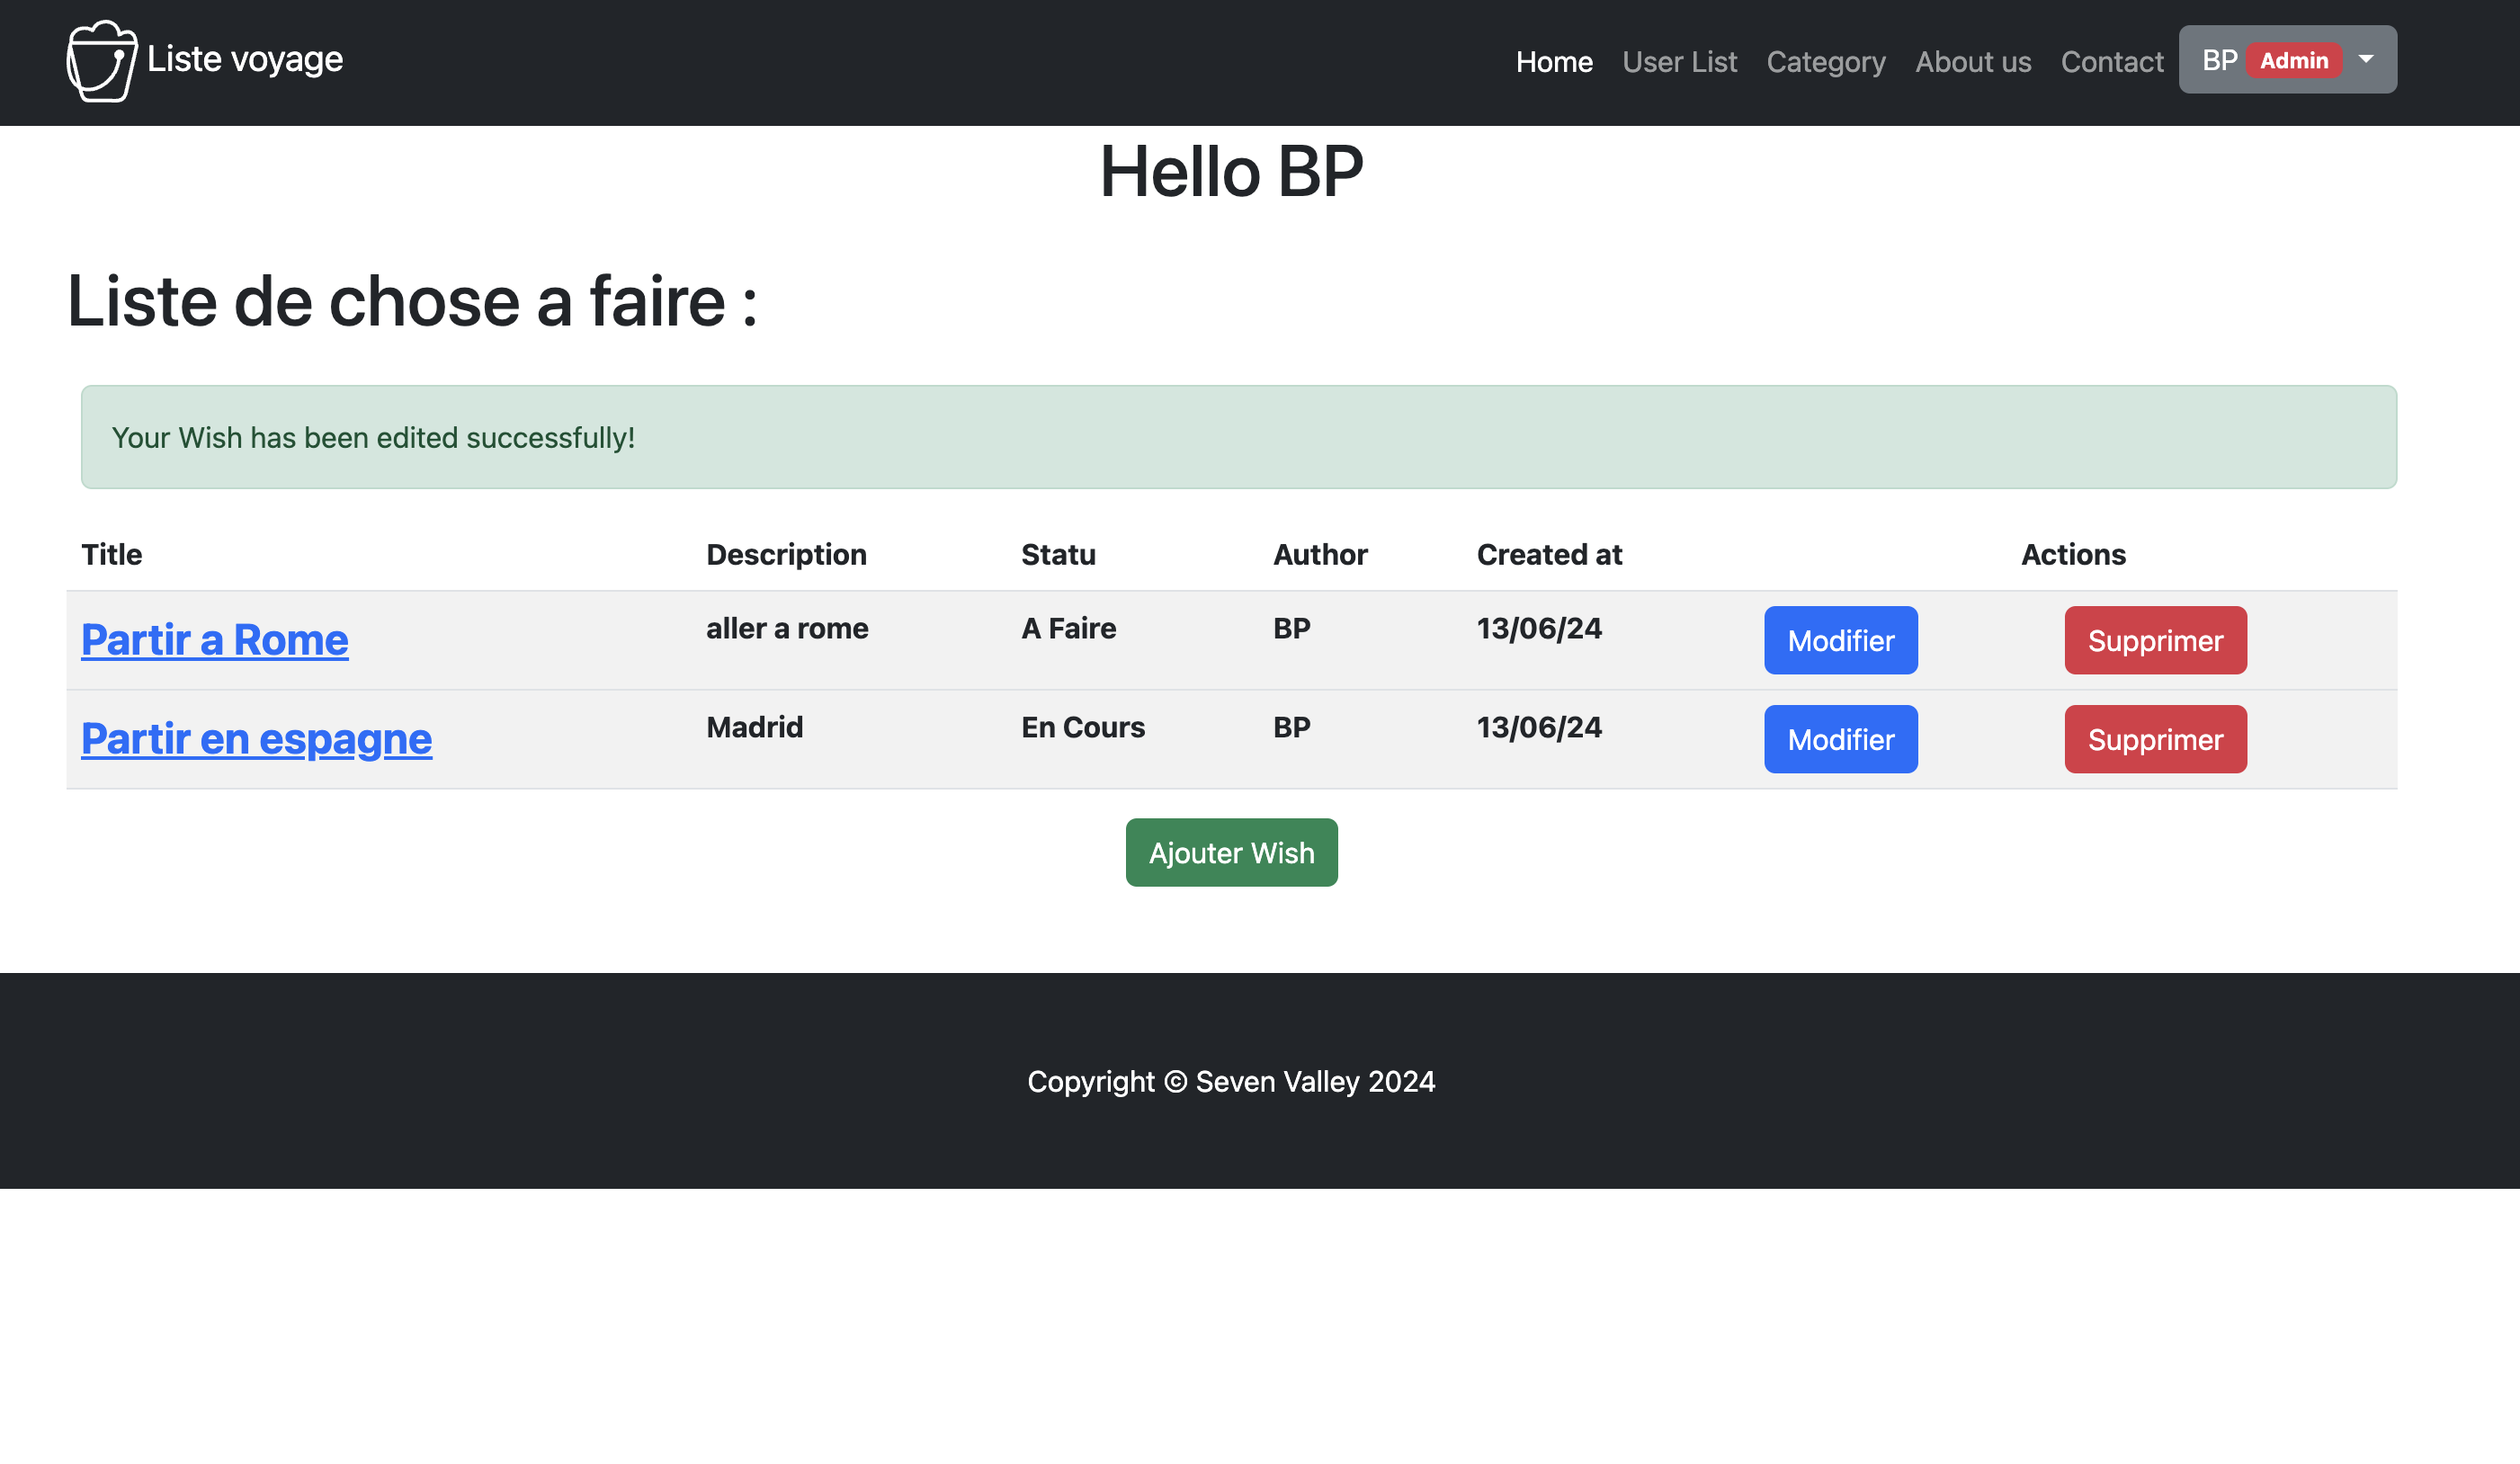 Liste voyage
Home User List Category About us Contact BP Admin
Hello BP
Liste de chose a faire :
Your Wish has been edited successfully!
Title Description Statu Author Created at Actions
Partir a Rome aller a rome A Faire BP 13/06/24 Modifier Supprimer
Partir en espagne Madrid En Cours BP 13/06/24 Modifier Supprimer
Ajouter Wish
Copyright © Seven Valley 2024